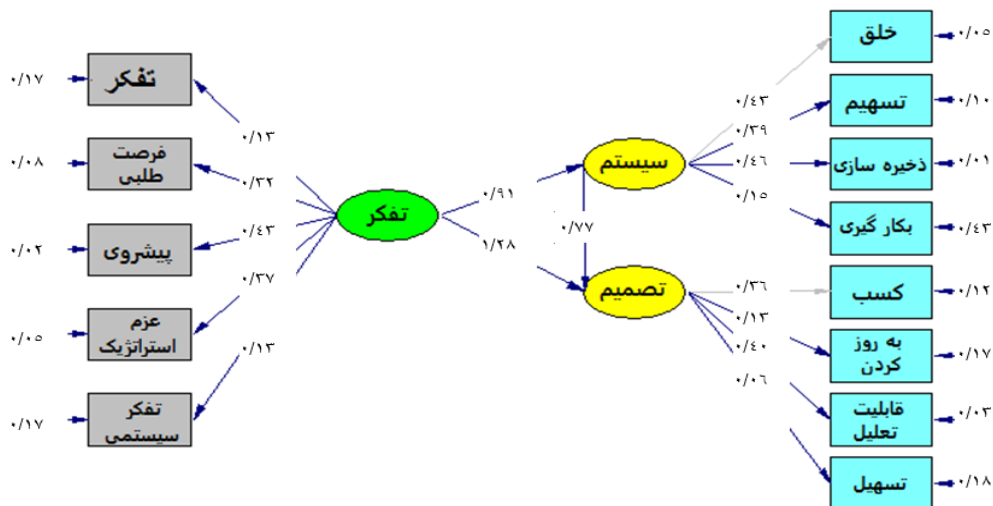 ۰/۱۷
تفکر
۰/۱۳
۰/۰۸
فرصت
طلبی
۰/۳۲
۰/۰۲
پیشروی
۰/۴۳
۰/۰۵
عزم
استراتژیک
۰/۳۷
۰/۱۷
تفکر
سیستمی
۰/۱۳
تفکر
۰/۹۱
۱/۲۸
سیستم
۰/۷۷
تصمیم
۰/۴۳
۰/۳۹
۰/۴۶
۰/۱۵
۰/۳۶
۰/۱۳
۰/۴۰
۰/۰۶
خلق
۰/۰۵
تسهیم
۰/۱۰
ذخیره سازی
۰/۰۱
بکار گیری
۰/۴۳
کسب
۰/۱۲
به روز
کردن
۰/۱۷
قابلیت
تعلیل
۰/۰۳
تسهیل
۰/۱۸